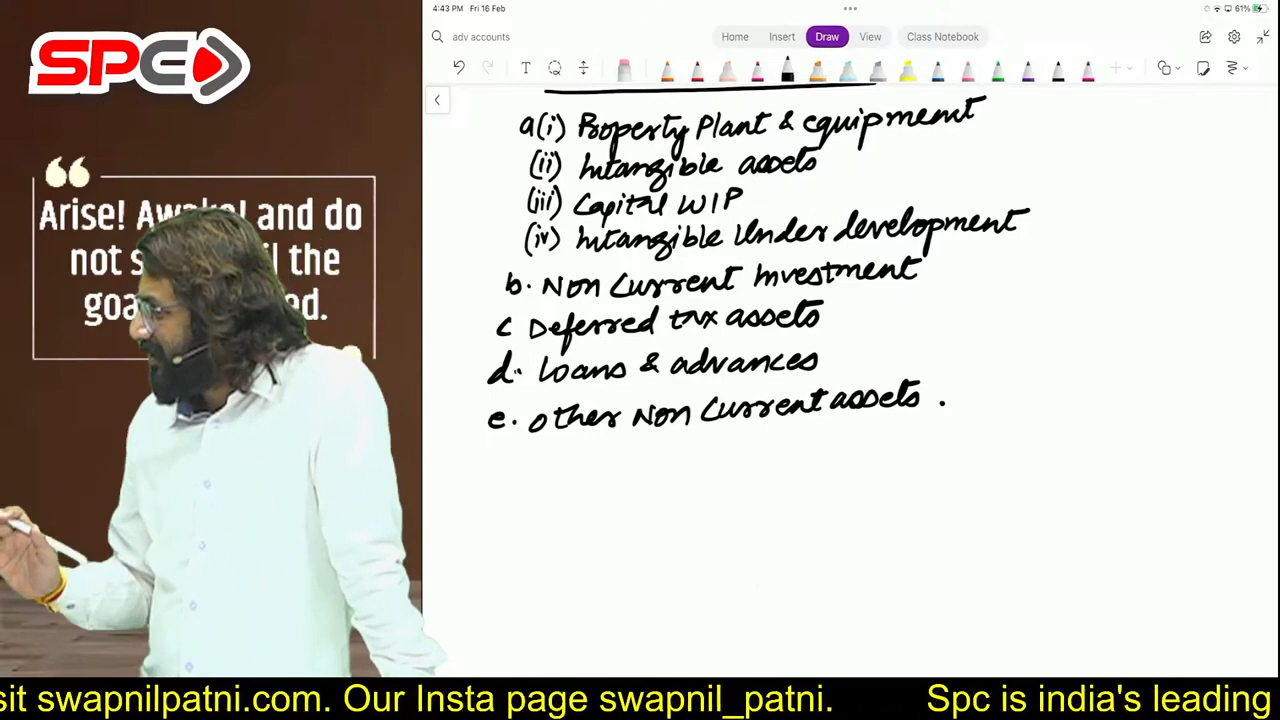 4:43 PM Fri 16 Feb
61%
adv accounts
Home Insert Draw View Class Notebook
SPC
Arise! Awake! and do
not s the
goa ed.
a(i) Property Plant & equipment
(ii) Intangible assets
(iii) Capital WIP
(iv) Intangible Under development
b. Non Current Investment
c Deferred tax assets
d. Loans & advances
e. other Non Current assets.
sit swapnilpatni.com. Our Insta page swapnil_patni. Spc is india's leading